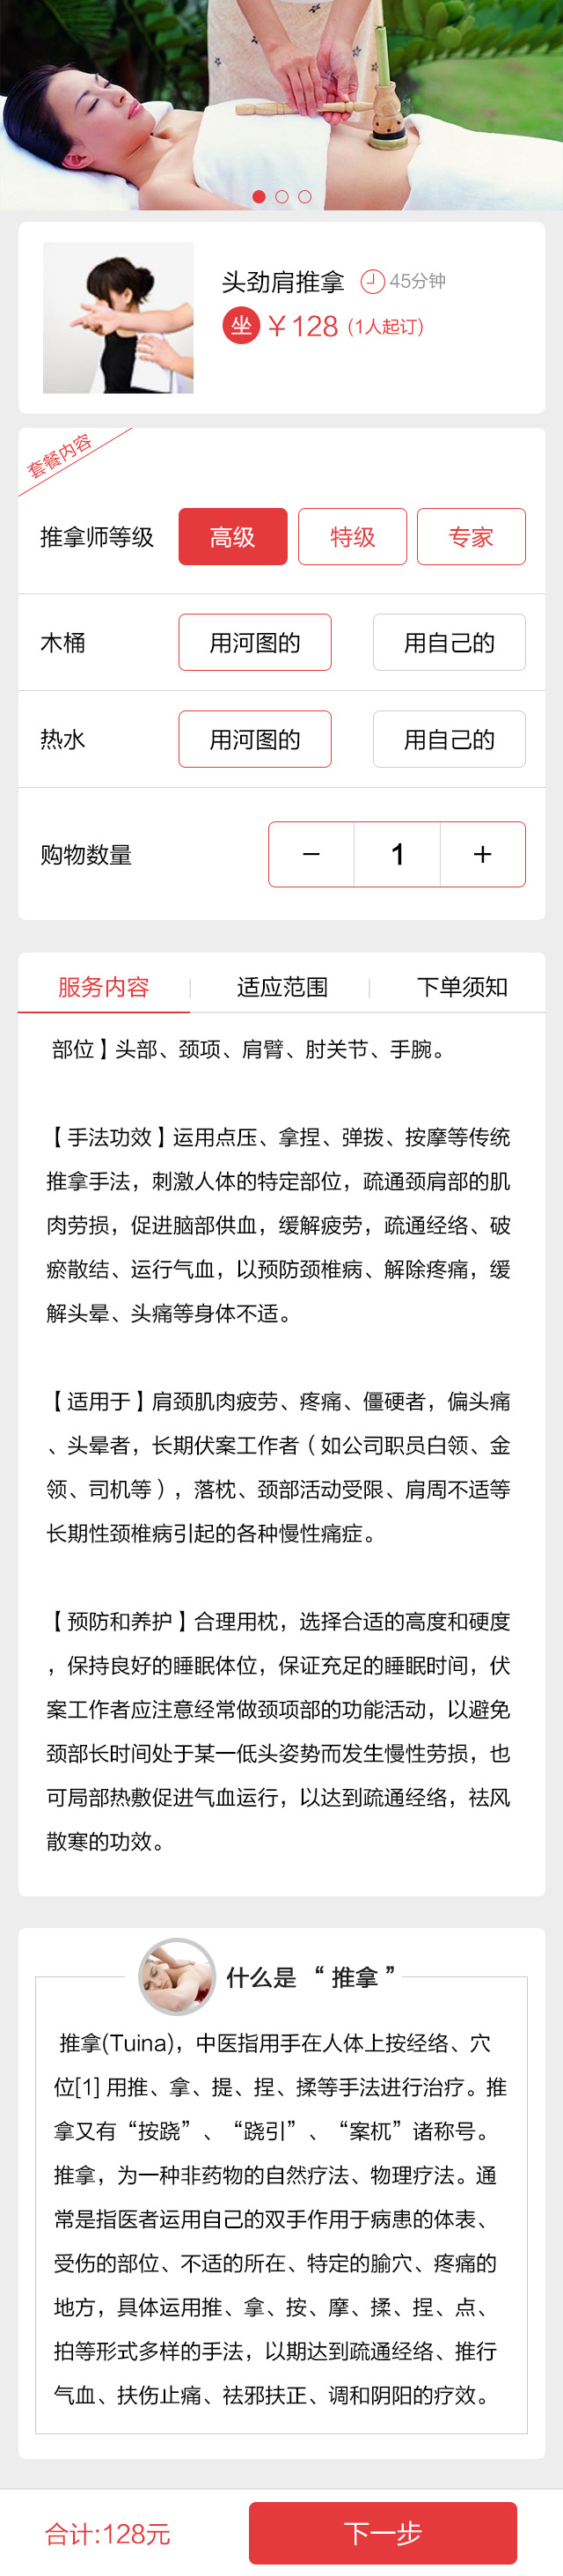 头劲肩推拿 45分钟
坐 ￥128 (1人起订)
套餐内容
推拿师等级 高级 特级 专家
木桶 用河图的 用自己的
热水 用河图的 用自己的
购物数量 − 1 +
服务内容 适应范围 下单须知
部位】头部、颈项、肩臂、肘关节、手腕。
【手法功效】运用点压、拿捏、弹拨、按摩等传统
推拿手法，刺激人体的特定部位，疏通颈肩部的肌
肉劳损，促进脑部供血，缓解疲劳，疏通经络、破
瘀散结、运行气血，以预防颈椎病、解除疼痛，缓
解头晕、头痛等身体不适。
【适用于】肩颈肌肉疲劳、疼痛、僵硬者，偏头痛
、头晕者，长期伏案工作者（如公司职员白领、金
领、司机等），落枕、颈部活动受限、肩周不适等
长期性颈椎病引起的各种慢性痛症。
【预防和养护】合理用枕，选择合适的高度和硬度
，保持良好的睡眠体位，保证充足的睡眠时间，伏
案工作者应注意经常做颈项部的功能活动，以避免
颈部长时间处于某一低头姿势而发生慢性劳损，也
可局部热敷促进气血运行，以达到疏通经络，祛风
散寒的功效。
什么是 “ 推拿 ”
推拿(Tuina)，中医指用手在人体上按经络、穴
位[1] 用推、拿、提、捏、揉等手法进行治疗。推
拿又有“按跷”、“跷引”、“案杌”诸称号。
推拿，为一种非药物的自然疗法、物理疗法。通
常是指医者运用自己的双手作用于病患的体表、
受伤的部位、不适的所在、特定的腧穴、疼痛的
地方，具体运用推、拿、按、摩、揉、捏、点、
拍等形式多样的手法，以期达到疏通经络、推行
气血、扶伤止痛、祛邪扶正、调和阴阳的疗效。
合计:128元 下一步